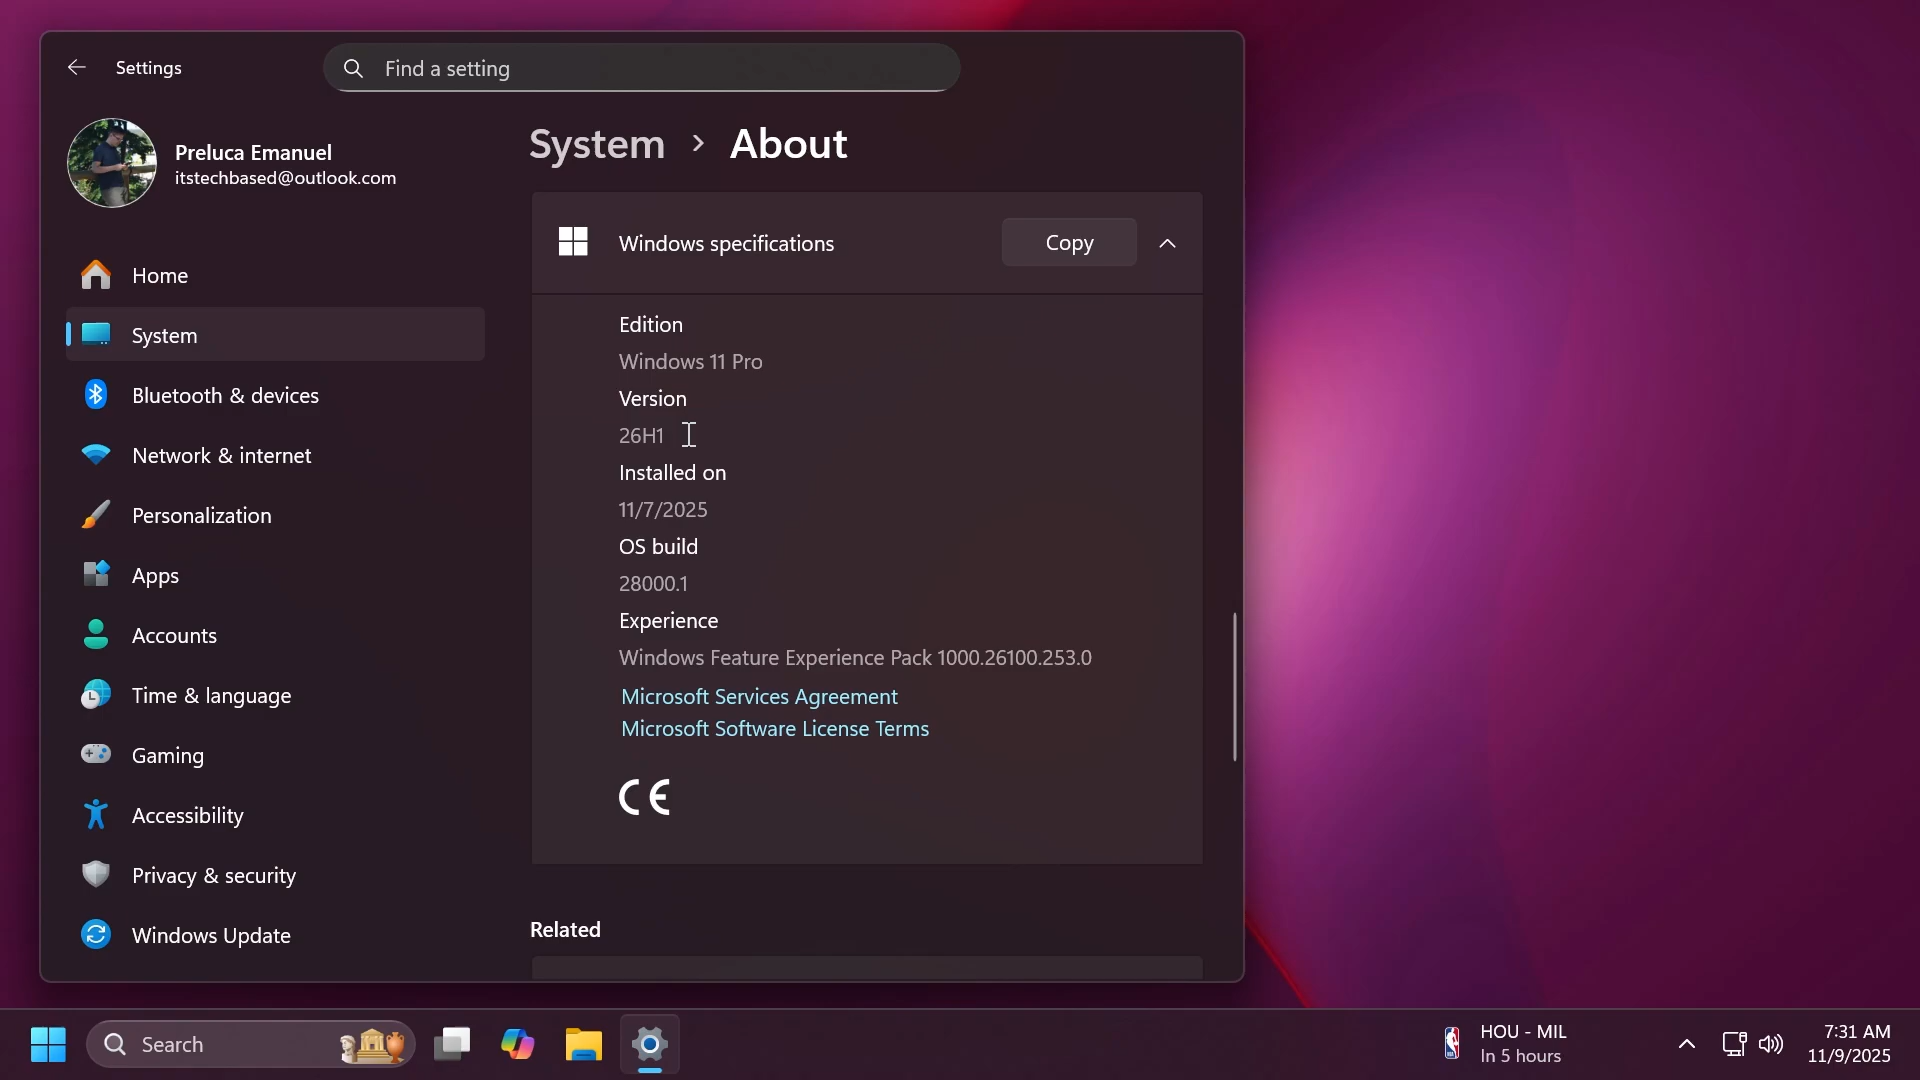 Settings
Find a setting
Preluca Emanuel
itstechbased@outlook.com
Home
System
Bluetooth & devices
Network & internet
Personalization
Apps
Accounts
Time & language
Gaming
Accessibility
Privacy & security
Windows Update
System > About
Windows specifications
Copy
Edition
Windows 11 Pro
Version
26H1
Installed on
11/7/2025
OS build
28000.1
Experience
Windows Feature Experience Pack 1000.26100.253.0
Microsoft Services Agreement
Microsoft Software License Terms
CE
Related
Search
HOU - MIL
In 5 hours
7:31 AM
11/9/2025